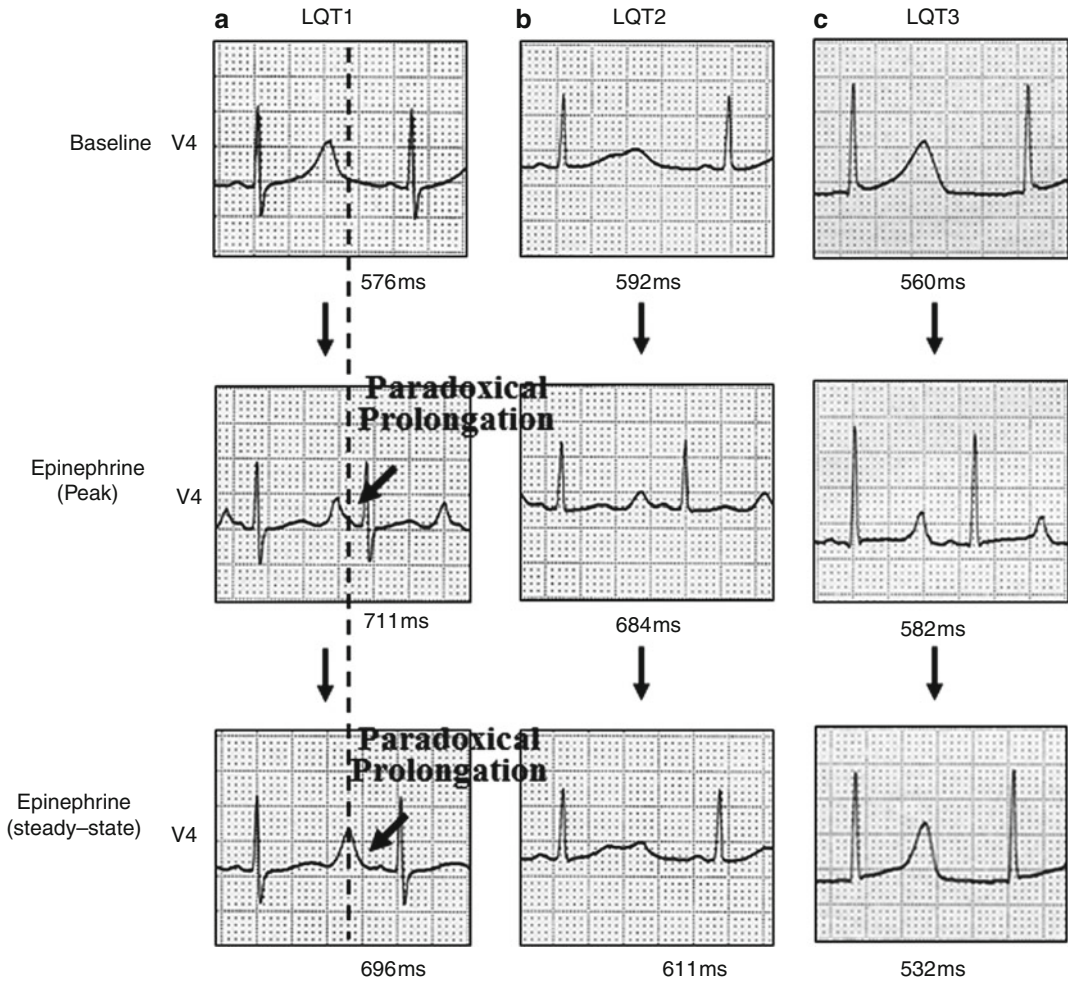 a LQT1 b LQT2 c LQT3
Baseline V4
576ms 592ms 560ms
Paradoxical
Prolongation
Epinephrine
(Peak)
V4
711ms 684ms 582ms
Paradoxical
Prolongation
Epinephrine
(steady–state)
V4
696ms 611ms 532ms